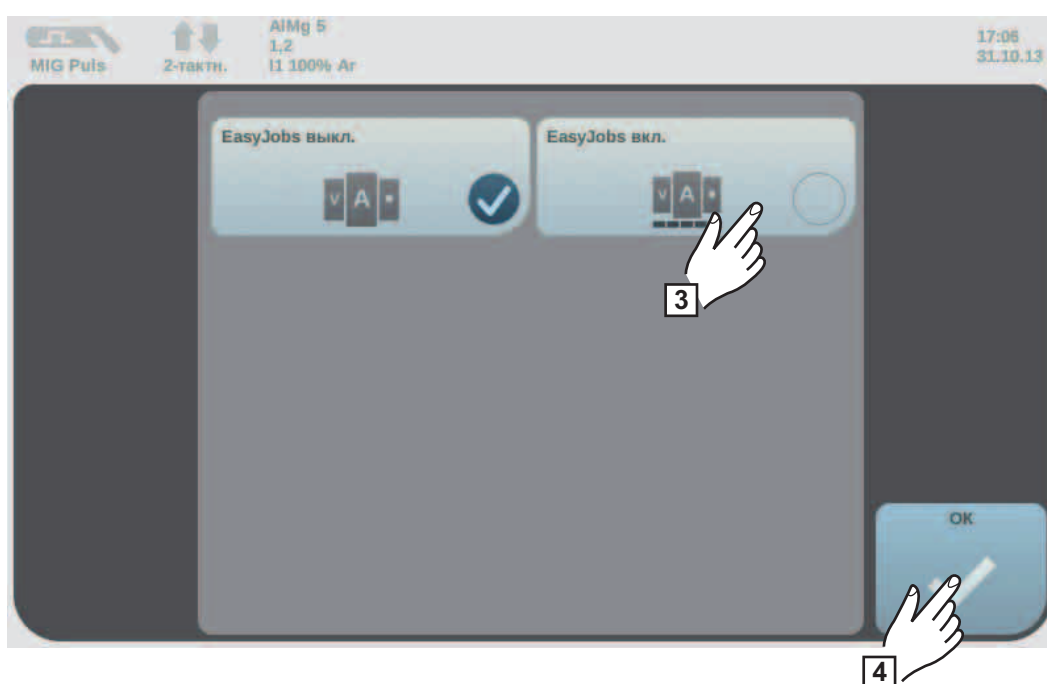 MIG Puls
2-тактн.
AlMg 5
1,2
I1 100% Ar
17:06
31.10.13
EasyJobs выкл.
V A
EasyJobs вкл.
V A
3
OK
4